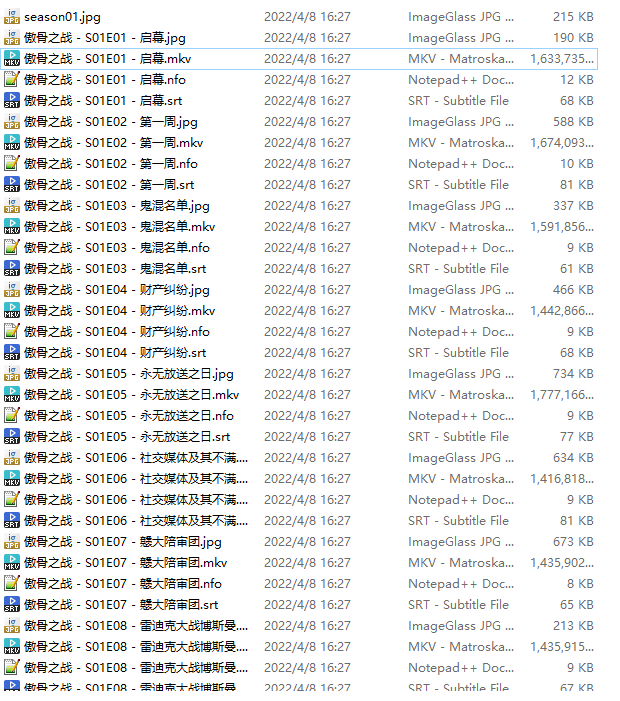 season01.jpg 2022/4/8 16:27 ImageGlass JPG ... 215 KB
傲骨之战 - S01E01 - 启幕.jpg 2022/4/8 16:27 ImageGlass JPG ... 190 KB
傲骨之战 - S01E01 - 启幕.mkv 2022/4/8 16:27 MKV - Matroska... 1,633,735...
傲骨之战 - S01E01 - 启幕.nfo 2022/4/8 16:27 Notepad++ Doc... 12 KB
傲骨之战 - S01E01 - 启幕.srt 2022/4/8 16:27 SRT - Subtitle File 68 KB
傲骨之战 - S01E02 - 第一周.jpg 2022/4/8 16:27 ImageGlass JPG ... 588 KB
傲骨之战 - S01E02 - 第一周.mkv 2022/4/8 16:27 MKV - Matroska... 1,674,093...
傲骨之战 - S01E02 - 第一周.nfo 2022/4/8 16:27 Notepad++ Doc... 10 KB
傲骨之战 - S01E02 - 第一周.srt 2022/4/8 16:27 SRT - Subtitle File 81 KB
傲骨之战 - S01E03 - 鬼混名单.jpg 2022/4/8 16:27 ImageGlass JPG ... 337 KB
傲骨之战 - S01E03 - 鬼混名单.mkv 2022/4/8 16:27 MKV - Matroska... 1,591,856...
傲骨之战 - S01E03 - 鬼混名单.nfo 2022/4/8 16:27 Notepad++ Doc... 9 KB
傲骨之战 - S01E03 - 鬼混名单.srt 2022/4/8 16:27 SRT - Subtitle File 61 KB
傲骨之战 - S01E04 - 财产纠纷.jpg 2022/4/8 16:27 ImageGlass JPG ... 466 KB
傲骨之战 - S01E04 - 财产纠纷.mkv 2022/4/8 16:27 MKV - Matroska... 1,442,866...
傲骨之战 - S01E04 - 财产纠纷.nfo 2022/4/8 16:27 Notepad++ Doc... 9 KB
傲骨之战 - S01E04 - 财产纠纷.srt 2022/4/8 16:27 SRT - Subtitle File 68 KB
傲骨之战 - S01E05 - 永无放送之日.jpg 2022/4/8 16:27 ImageGlass JPG ... 734 KB
傲骨之战 - S01E05 - 永无放送之日.mkv 2022/4/8 16:27 MKV - Matroska... 1,777,166...
傲骨之战 - S01E05 - 永无放送之日.nfo 2022/4/8 16:27 Notepad++ Doc... 9 KB
傲骨之战 - S01E05 - 永无放送之日.srt 2022/4/8 16:27 SRT - Subtitle File 77 KB
傲骨之战 - S01E06 - 社交媒体及其不满.... 2022/4/8 16:27 ImageGlass JPG ... 634 KB
傲骨之战 - S01E06 - 社交媒体及其不满.... 2022/4/8 16:27 MKV - Matroska... 1,416,818...
傲骨之战 - S01E06 - 社交媒体及其不满.... 2022/4/8 16:27 Notepad++ Doc... 9 KB
傲骨之战 - S01E06 - 社交媒体及其不满.... 2022/4/8 16:27 SRT - Subtitle File 81 KB
傲骨之战 - S01E07 - 大陪审团.jpg 2022/4/8 16:27 ImageGlass JPG ... 673 KB
傲骨之战 - S01E07 - 大陪审团.mkv 2022/4/8 16:27 MKV - Matroska... 1,435,902...
傲骨之战 - S01E07 - 大陪审团.nfo 2022/4/8 16:27 Notepad++ Doc... 8 KB
傲骨之战 - S01E07 - 大陪审团.srt 2022/4/8 16:27 SRT - Subtitle File 65 KB
傲骨之战 - S01E08 - 雷迪克大战博斯曼.... 2022/4/8 16:27 ImageGlass JPG ... 213 KB
傲骨之战 - S01E08 - 雷迪克大战博斯曼.... 2022/4/8 16:27 MKV - Matroska... 1,435,915...
傲骨之战 - S01E08 - 雷迪克大战博斯曼.... 2022/4/8 16:27 Notepad++ Doc... 9 KB
傲骨之战 - S01E08 - 雷迪克大战博斯曼.... 2022/4/8 16:27 SRT - Subtitle File 67 KB